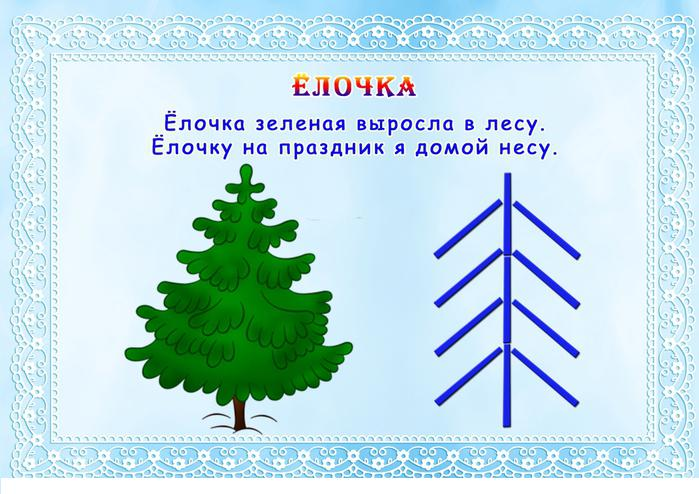 ЁЛОЧКА
Ёлочка зеленая выросла в лесу.
Ёлочку на праздник я домой несу.